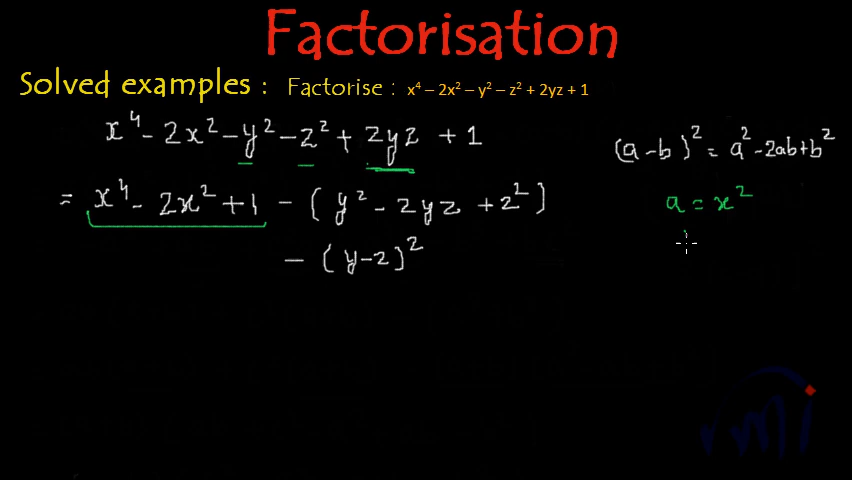 Factorisation
Solved examples : Factorise : x⁴ – 2x² – y² – z² + 2yz + 1
x⁴ - 2x² - y² - z² + 2yz + 1
(a - b)² = a² - 2ab + b²
= x⁴ - 2x² + 1 - (y² - 2yz + z²)
a = x²
- (y - z)²
vmi